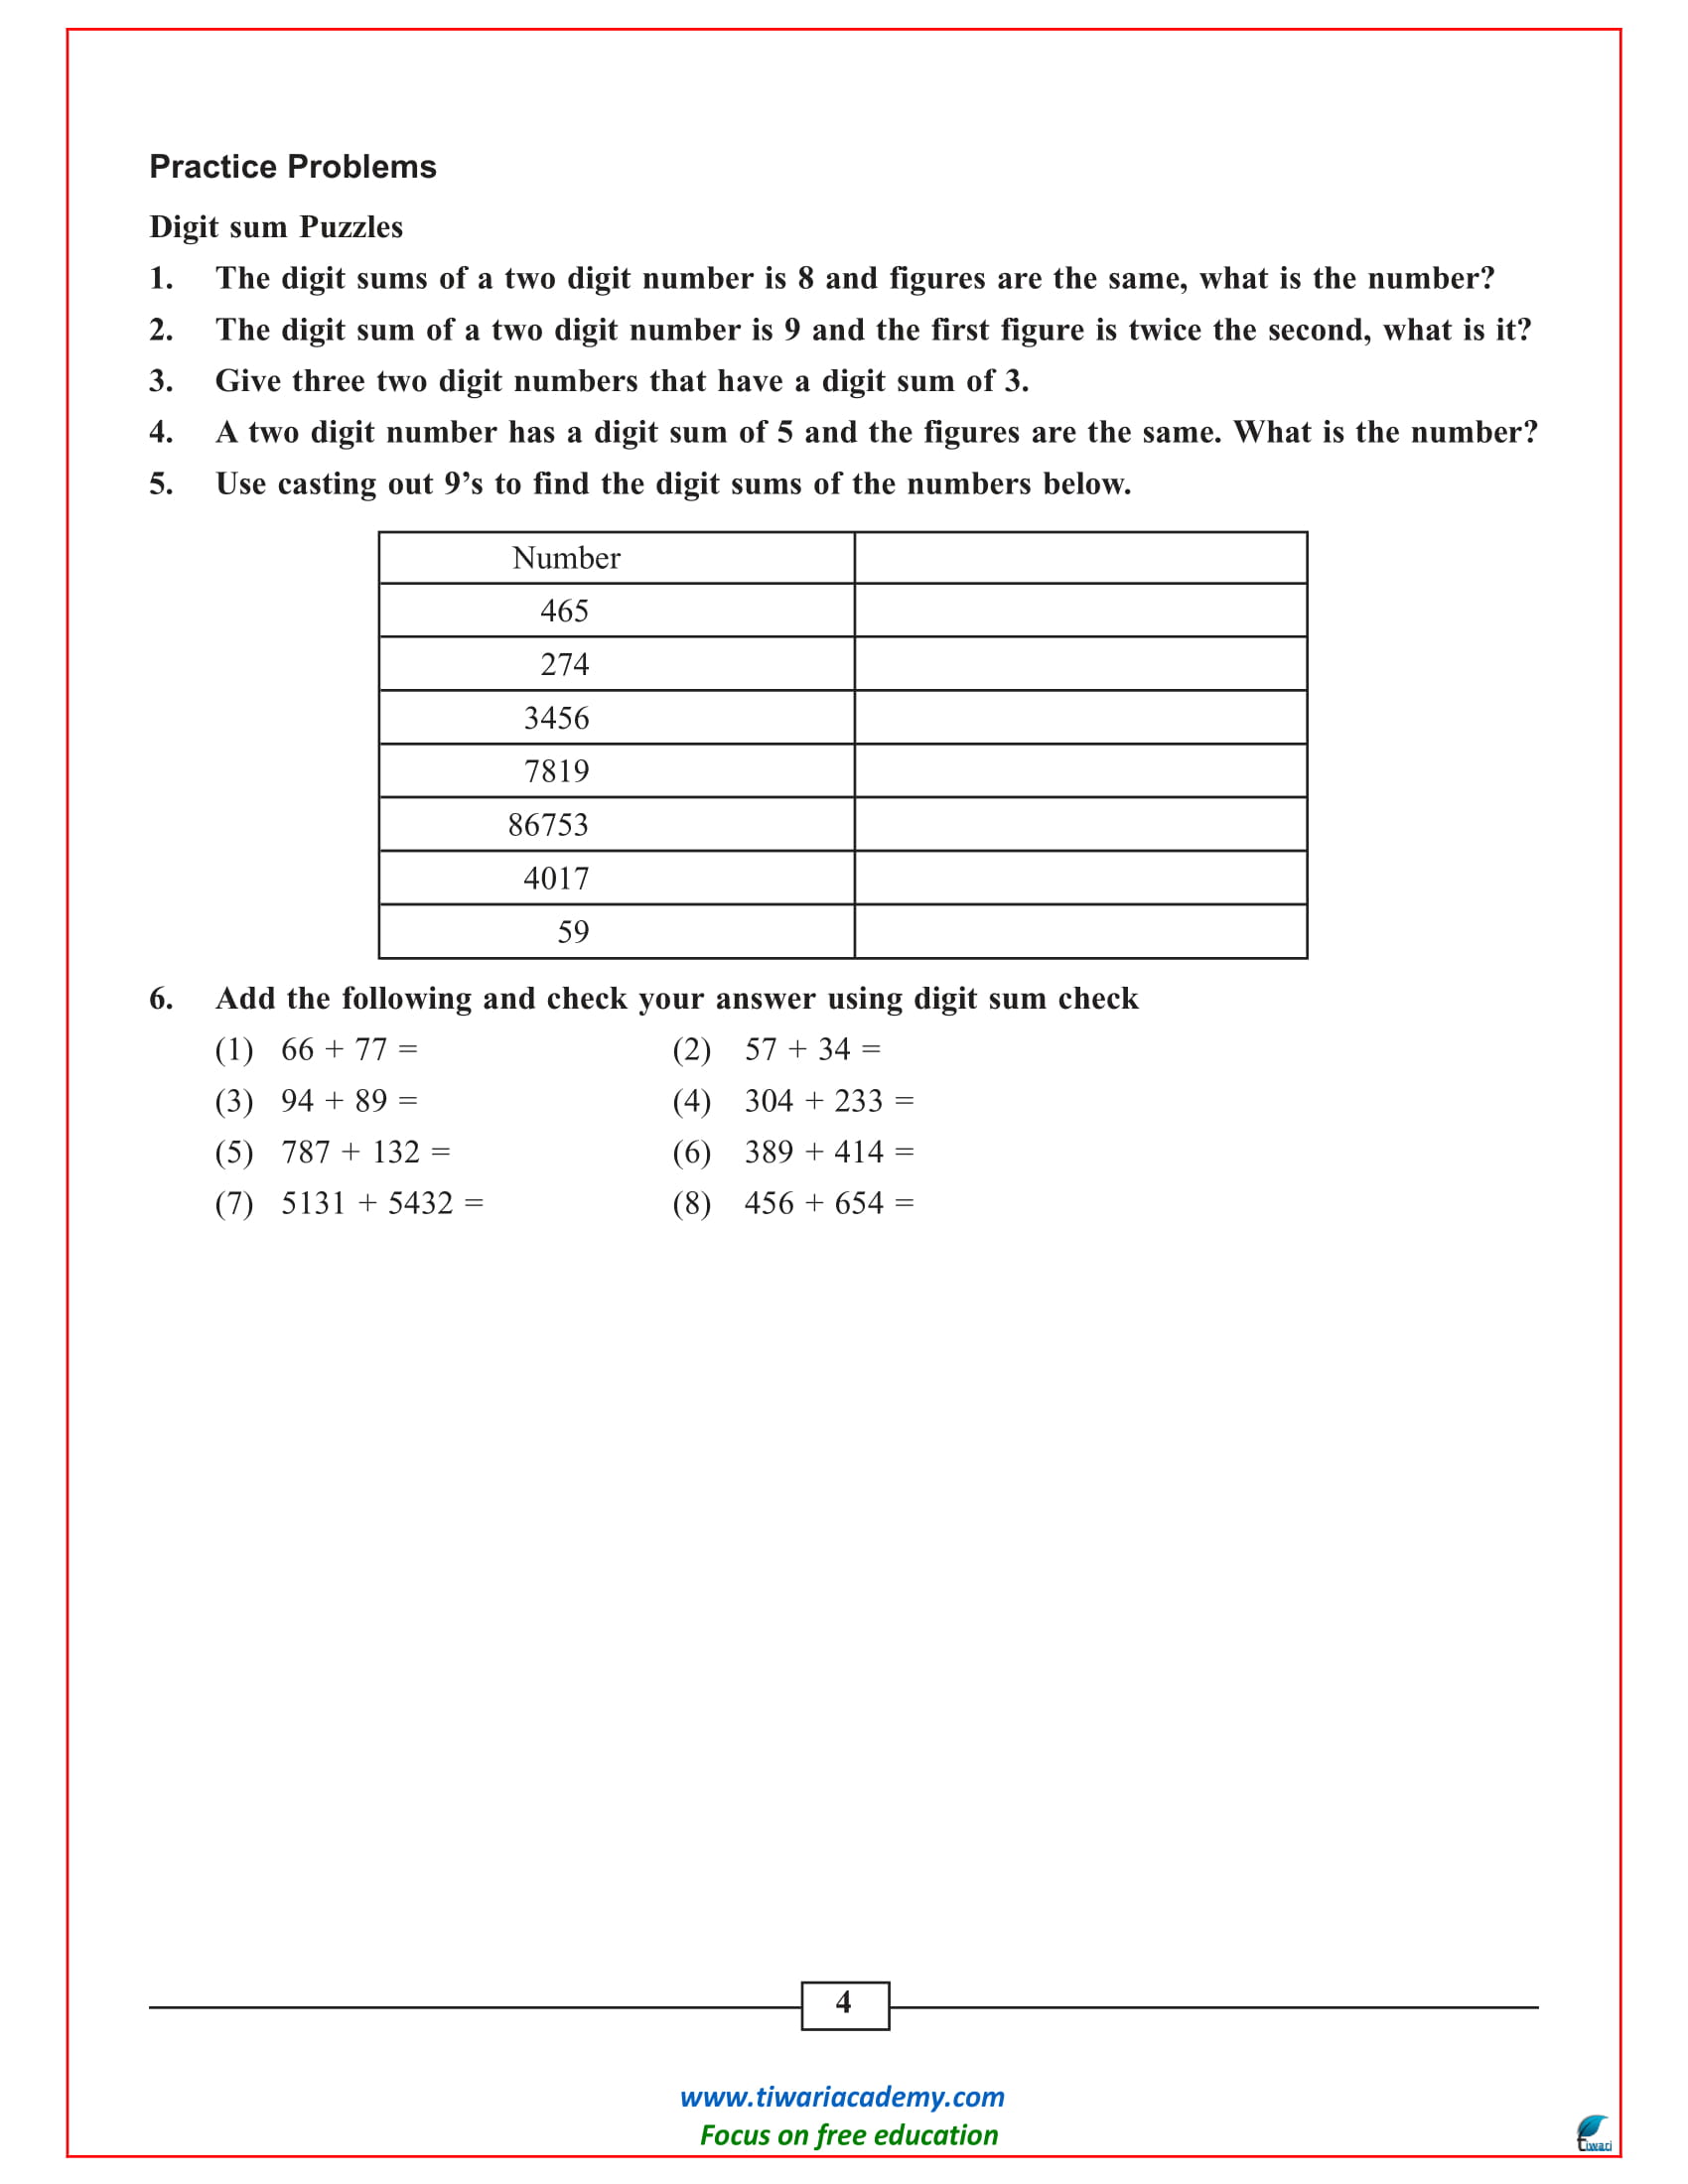 Practice Problems
Digit sum Puzzles
1. The digit sums of a two digit number is 8 and figures are the same, what is the number?
2. The digit sum of a two digit number is 9 and the first figure is twice the second, what is it?
3. Give three two digit numbers that have a digit sum of 3.
4. A two digit number has a digit sum of 5 and the figures are the same. What is the number?
5. Use casting out 9’s to find the digit sums of the numbers below.
Number
465
274
3456
7819
86753
4017
59
6. Add the following and check your answer using digit sum check
(1) 66 + 77 = (2) 57 + 34 =
(3) 94 + 89 = (4) 304 + 233 =
(5) 787 + 132 = (6) 389 + 414 =
(7) 5131 + 5432 = (8) 456 + 654 =
4
www.tiwariacademy.com
Focus on free education
tiwari